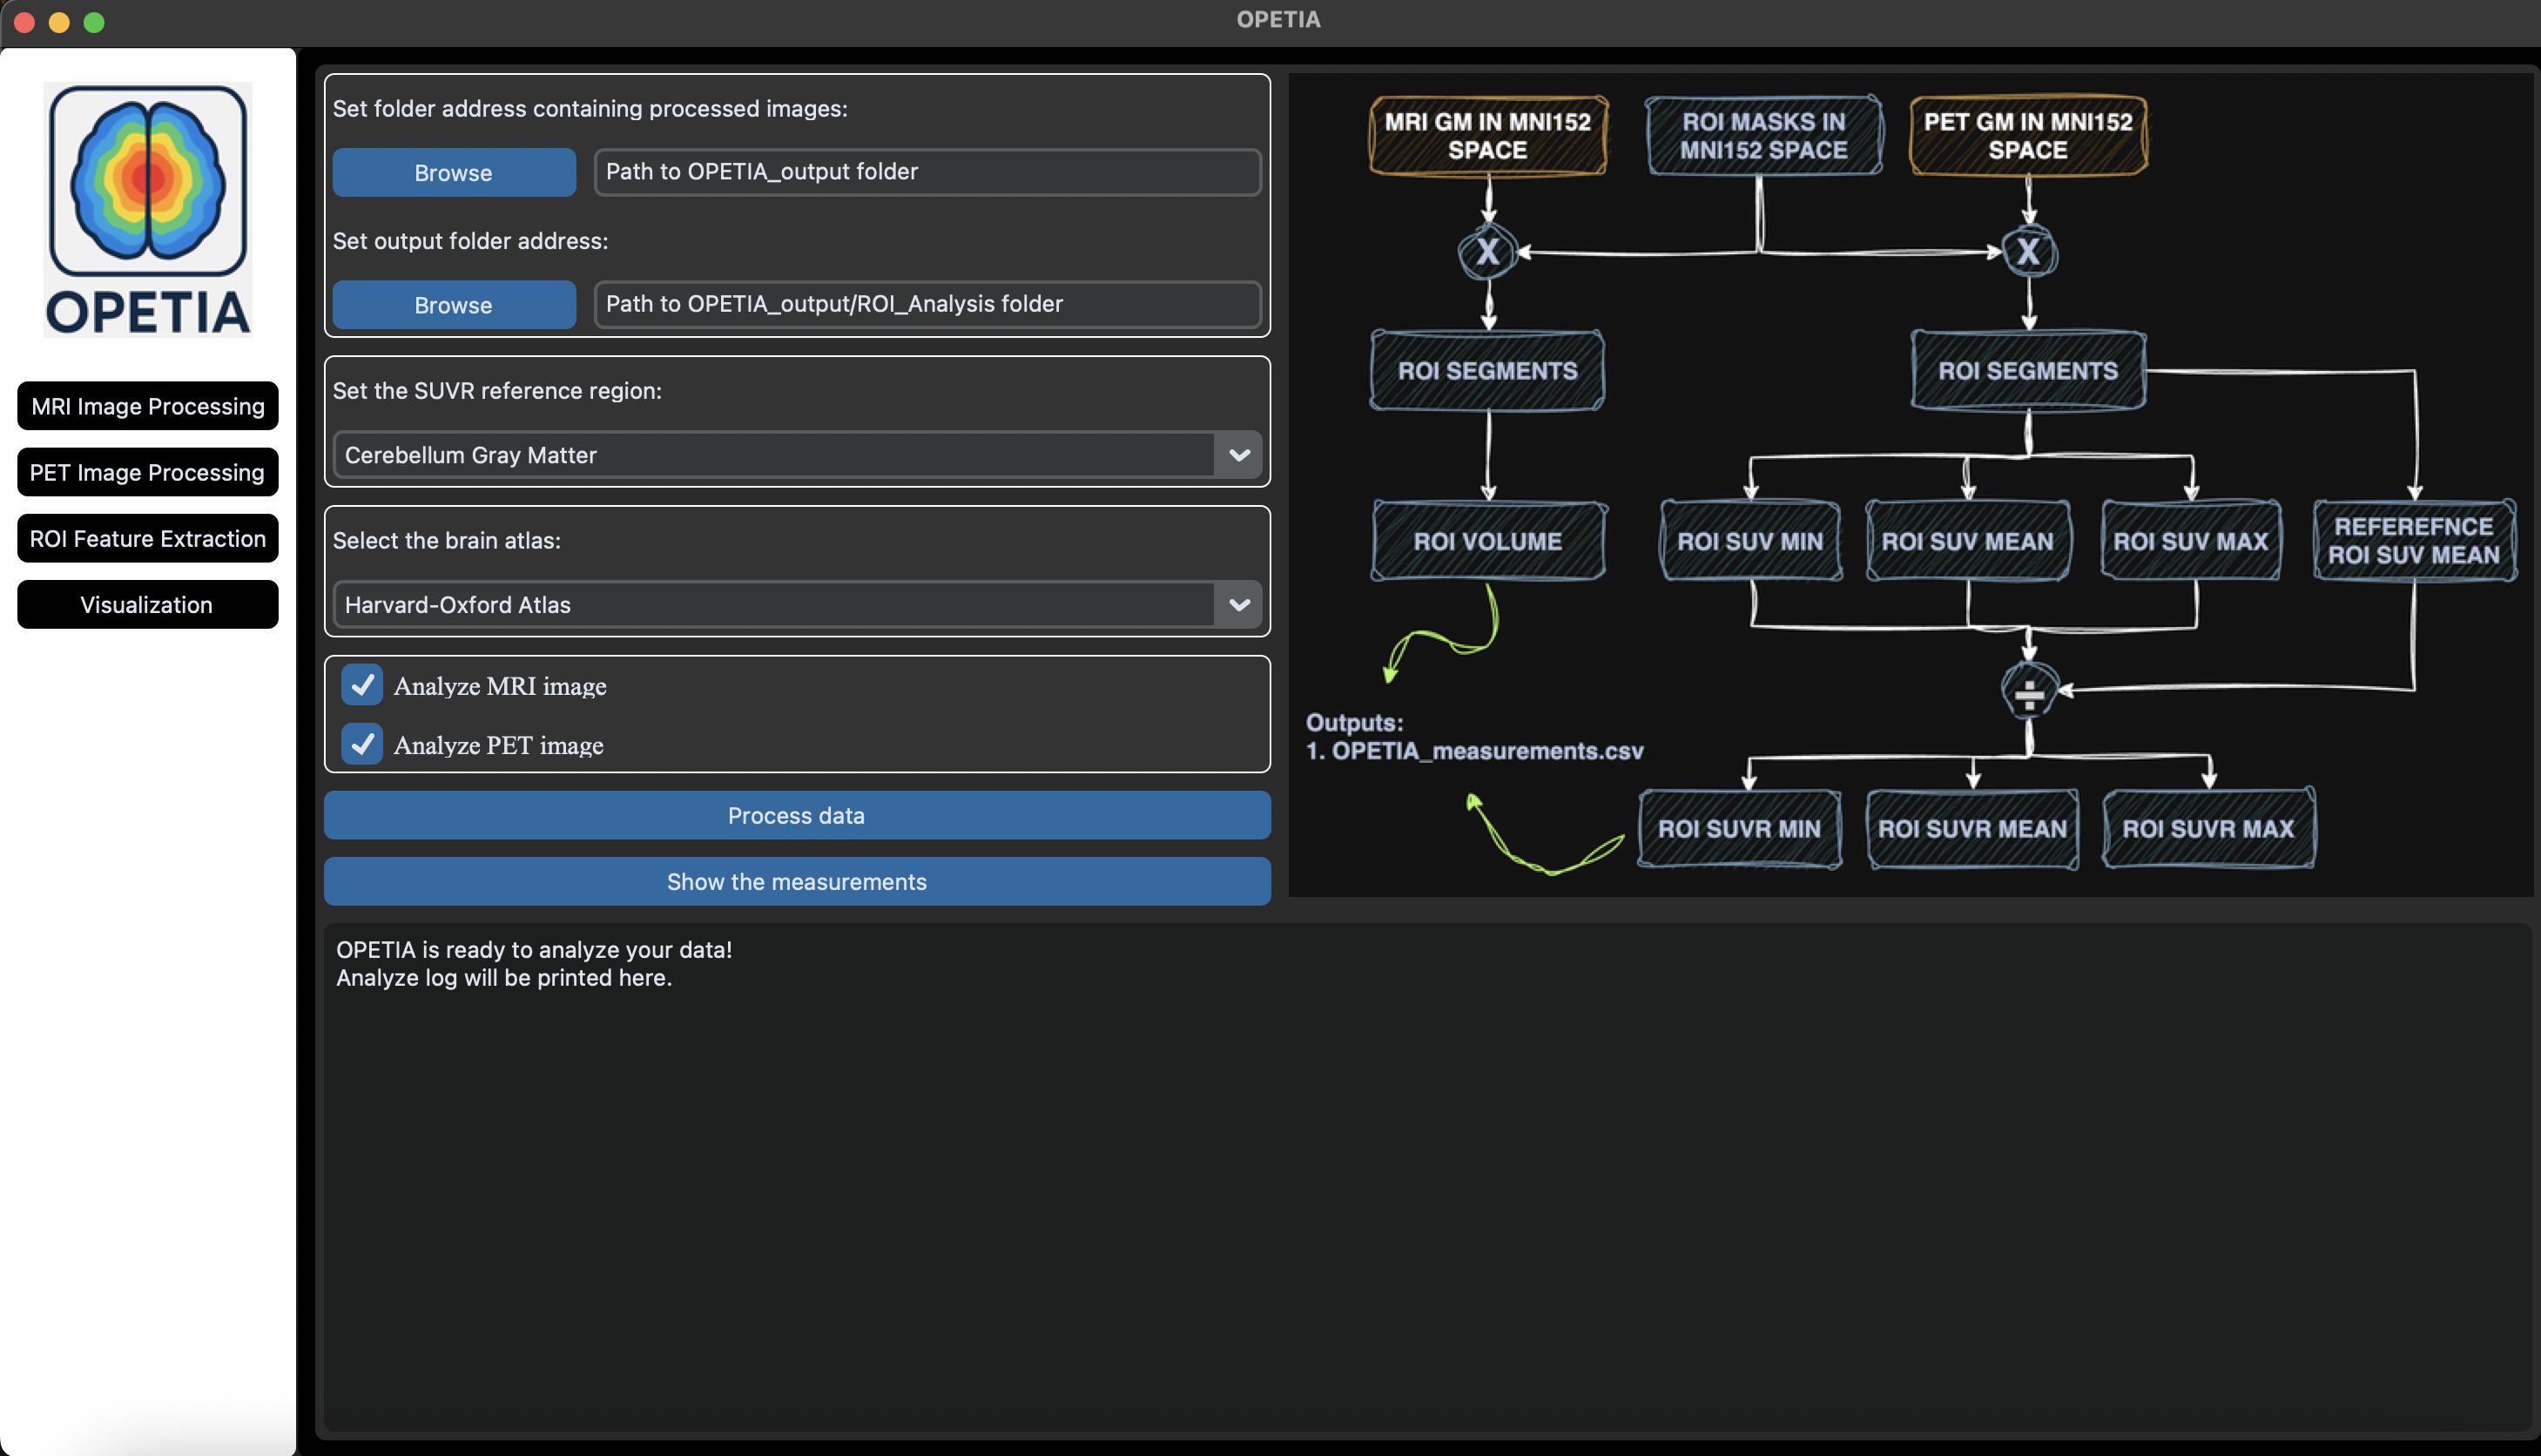 OPETIA
OPETIA
MRI Image Processing
PET Image Processing
ROI Feature Extraction
Visualization
Set folder address containing processed images:
Browse
Path to OPETIA_output folder
Set output folder address:
Browse
Path to OPETIA_output/ROI_Analysis folder
Set the SUVR reference region:
Cerebellum Gray Matter
Select the brain atlas:
Harvard-Oxford Atlas
Analyze MRI image
Analyze PET image
Process data
Show the measurements
MRI GM IN MNI152
SPACE
ROI MASKS IN
MNI152 SPACE
PET GM IN MNI152
SPACE
X
X
ROI SEGMENTS
ROI SEGMENTS
ROI VOLUME
ROI SUV MIN
ROI SUV MEAN
ROI SUV MAX
REFEREFNCE
ROI SUV MEAN
÷
Outputs:
1. OPETIA_measurements.csv
ROI SUVR MIN
ROI SUVR MEAN
ROI SUVR MAX
OPETIA is ready to analyze your data!
Analyze log will be printed here.